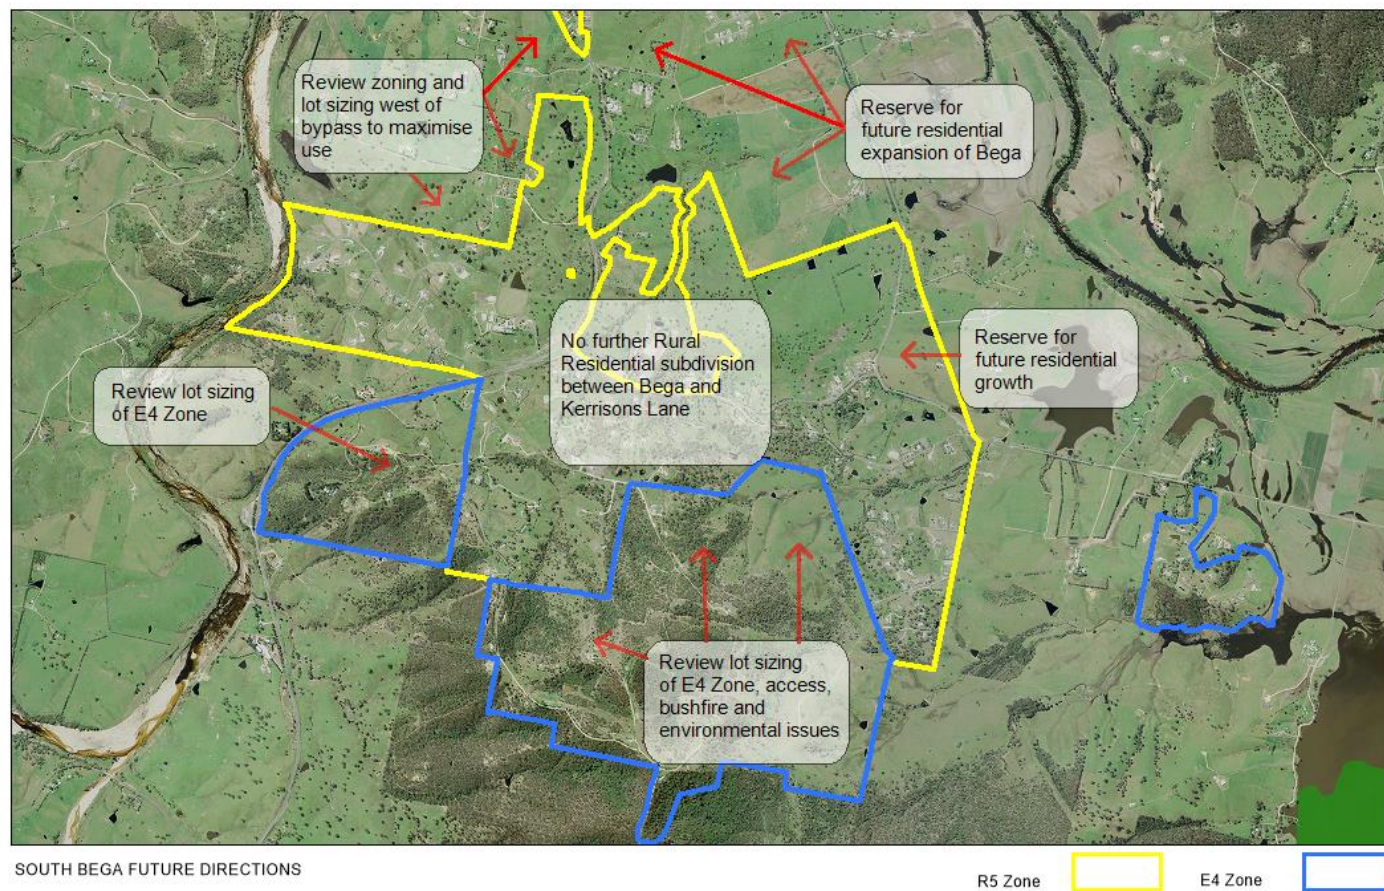 Review zoning and
lot sizing west of
bypass to maximise
use
Reserve for
future residential
expansion of Bega
No further Rural
Residential subdivision
between Bega and
Kerrisons Lane
Reserve for
future residential
growth
Review lot sizing
of E4 Zone
Review lot sizing
of E4 Zone, access,
bushfire and
environmental issues
SOUTH BEGA FUTURE DIRECTIONS
R5 Zone
E4 Zone